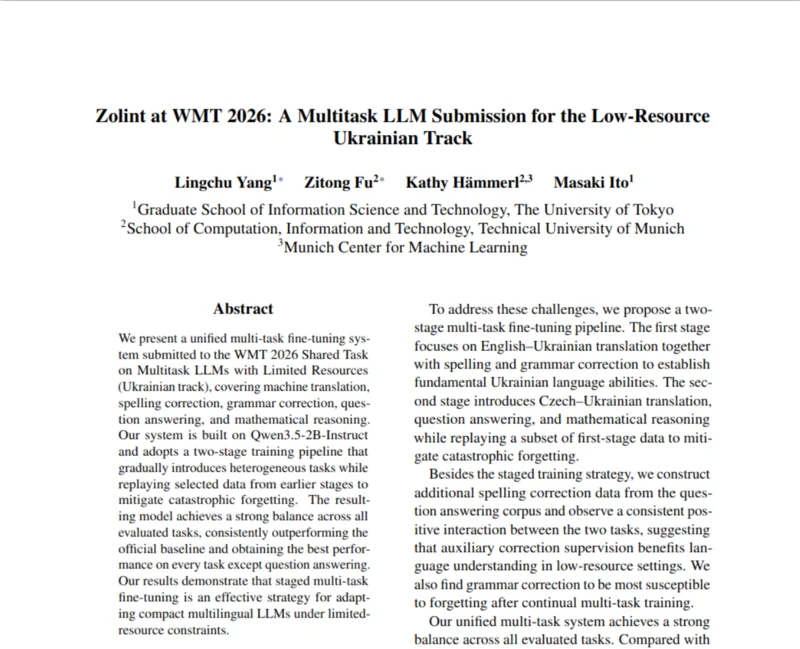 Zolint at WMT 2026: A Multitask LLM Submission for the Low-Resource
Ukrainian Track
Lingchu Yang1* Zitong Fu2* Kathy Hämmerl2,3 Masaki Ito1
1Graduate School of Information Science and Technology, The University of Tokyo
2School of Computation, Information and Technology, Technical University of Munich
3Munich Center for Machine Learning
Abstract
We present a unified multi-task fine-tuning sys-
tem submitted to the WMT 2026 Shared Task
on Multitask LLMs with Limited Resources
(Ukrainian track), covering machine translation,
spelling correction, grammar correction, ques-
tion answering, and mathematical reasoning.
Our system is built on Qwen3.5-2B-Instruct
and adopts a two-stage training pipeline that
gradually introduces heterogeneous tasks while
replaying selected data from earlier stages to
mitigate catastrophic forgetting. The result-
ing model achieves a strong balance across all
evaluated tasks, consistently outperforming the
official baseline and obtaining the best perfor-
mance on every task except question answering.
Our results demonstrate that staged multi-task
fine-tuning is an effective strategy for adapt-
ing compact multilingual LLMs under limited-
resource constraints.
To address these challenges, we propose a two-
stage multi-task fine-tuning pipeline. The first stage
focuses on English–Ukrainian translation together
with spelling and grammar correction to establish
fundamental Ukrainian language abilities. The sec-
ond stage introduces Czech–Ukrainian translation,
question answering, and mathematical reasoning
while replaying a subset of first-stage data to miti-
gate catastrophic forgetting.
Besides the staged training strategy, we construct
additional spelling correction data from the ques-
tion answering corpus and observe a consistent pos-
itive interaction between the two tasks, suggesting
that auxiliary correction supervision benefits lan-
guage understanding in low-resource settings. We
also find grammar correction to be most susceptible
to forgetting after continual multi-task training.
Our unified multi-task system achieves a strong
balance across all evaluated tasks. Compared with